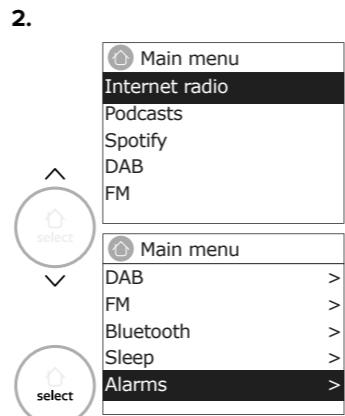 2.
Main menu
Internet radio
Podcasts
Spotify
DAB
FM
select
Main menu
DAB >
FM >
Bluetooth >
Sleep >
Alarms >
select